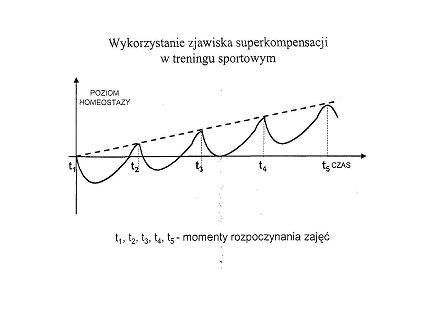 Wykorzystanie zjawiska superkompensacji
w treningu sportowym
POZIOM
HOMEOSTAZY
t1 t2 t3 t4 t5 CZAS
t1, t2, t3, t4, t5 - momenty rozpoczynania zajęć